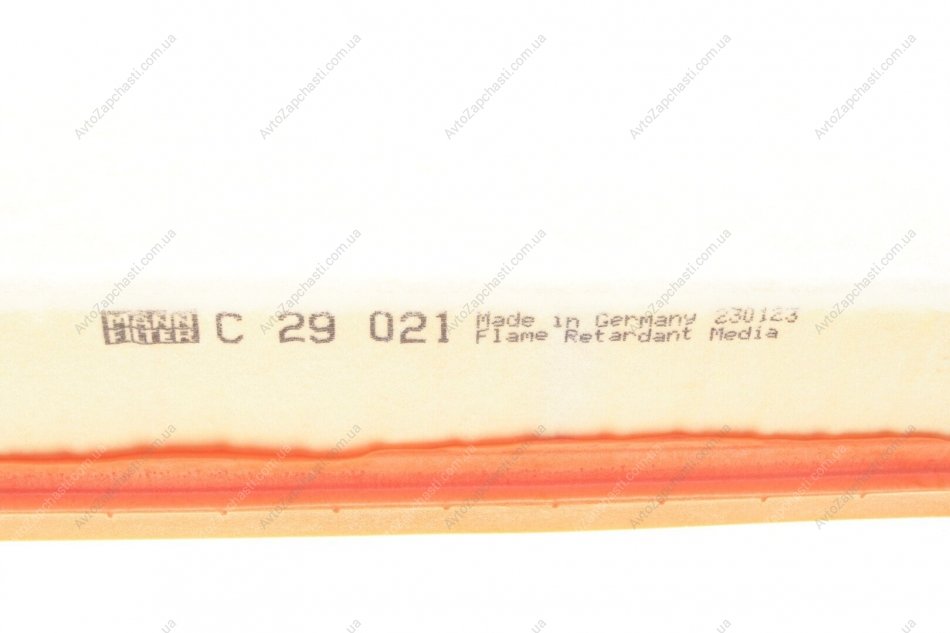 MANN FILTER C 29 021 Made in Germany 230123
Flame Retardant Media
AvtoZapchasti.com.ua